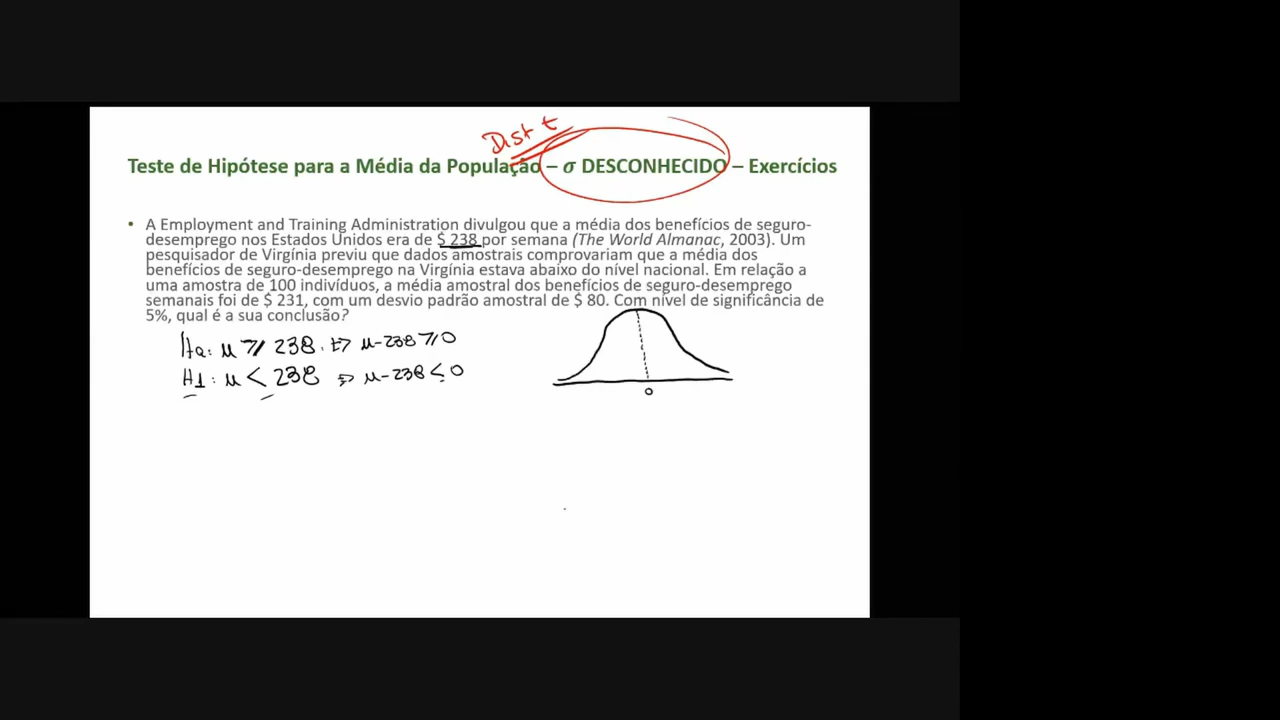 Dist t
Teste de Hipótese para a Média da População – σ DESCONHECIDO – Exercícios
• A Employment and Training Administration divulgou que a média dos benefícios de seguro-
desemprego nos Estados Unidos era de $ 238 por semana (The World Almanac, 2003). Um
pesquisador de Virgínia previu que dados amostrais comprovariam que a média dos
benefícios de seguro-desemprego na Virgínia estava abaixo do nível nacional. Em relação a
uma amostra de 100 indivíduos, a média amostral dos benefícios de seguro-desemprego
semanais foi de $ 231, com um desvio padrão amostral de $ 80. Com nível de significância de
5%, qual é a sua conclusão?
H0: μ ≥ 238 ⇒ μ-238 ≥ 0
H1: μ < 238 ⇒ μ-238 < 0
0